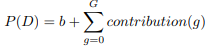 P(D) = b + \sum_{g=0}^{G} contribution(g)